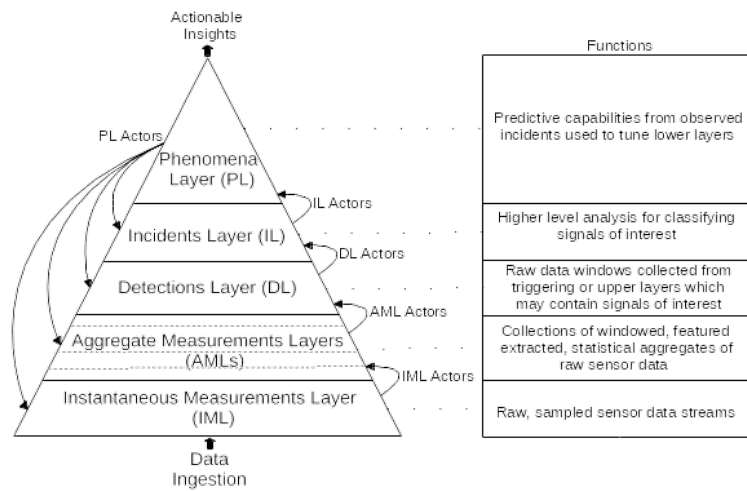 Actionable
Insights
Functions
PL Actors
Phenomena
Layer (PL)
Predictive capabilities from observed
incidents used to tune lower layers
IL Actors
Incidents Layer (IL)
Higher level analysis for classifying
signals of interest
DL Actors
Detections Layer (DL)
Raw data windows collected from
triggering or upper layers which
may contain signals of interest
AML Actors
Aggregate Measurements Layers
(AMLs)
Collections of windowed, featured
extracted, statistical aggregates of
raw sensor data
IML Actors
Instantaneous Measurements Layer
(IML)
Raw, sampled sensor data streams
Data
Ingestion